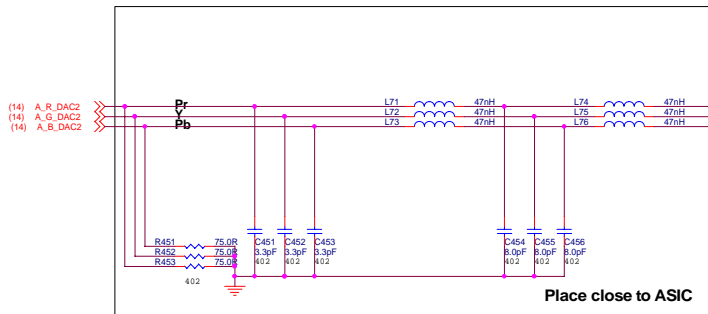 Pr
(14) A_R_DAC2 L71 47nH L74 47nH
Y
(14) A_G_DAC2 L72 47nH L75 47nH
Pb
(14) A_B_DAC2 L73 47nH L76 47nH
R451 75.0R C451 C452 C453 C454 C455 C456
R452 75.0R 3.3pF 3.3pF 3.3pF 8.0pF 8.0pF 8.0pF
R453 75.0R 402 402 402 402 402 402
402
Place close to ASIC